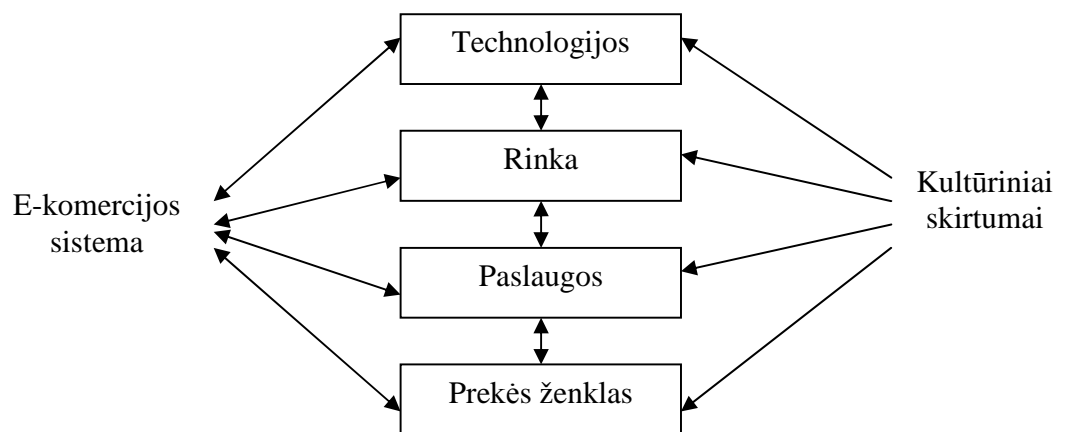 Technologijos
Rinka
E-komercijos
sistema
Kultūriniai
skirtumai
Paslaugos
Prekės ženklas